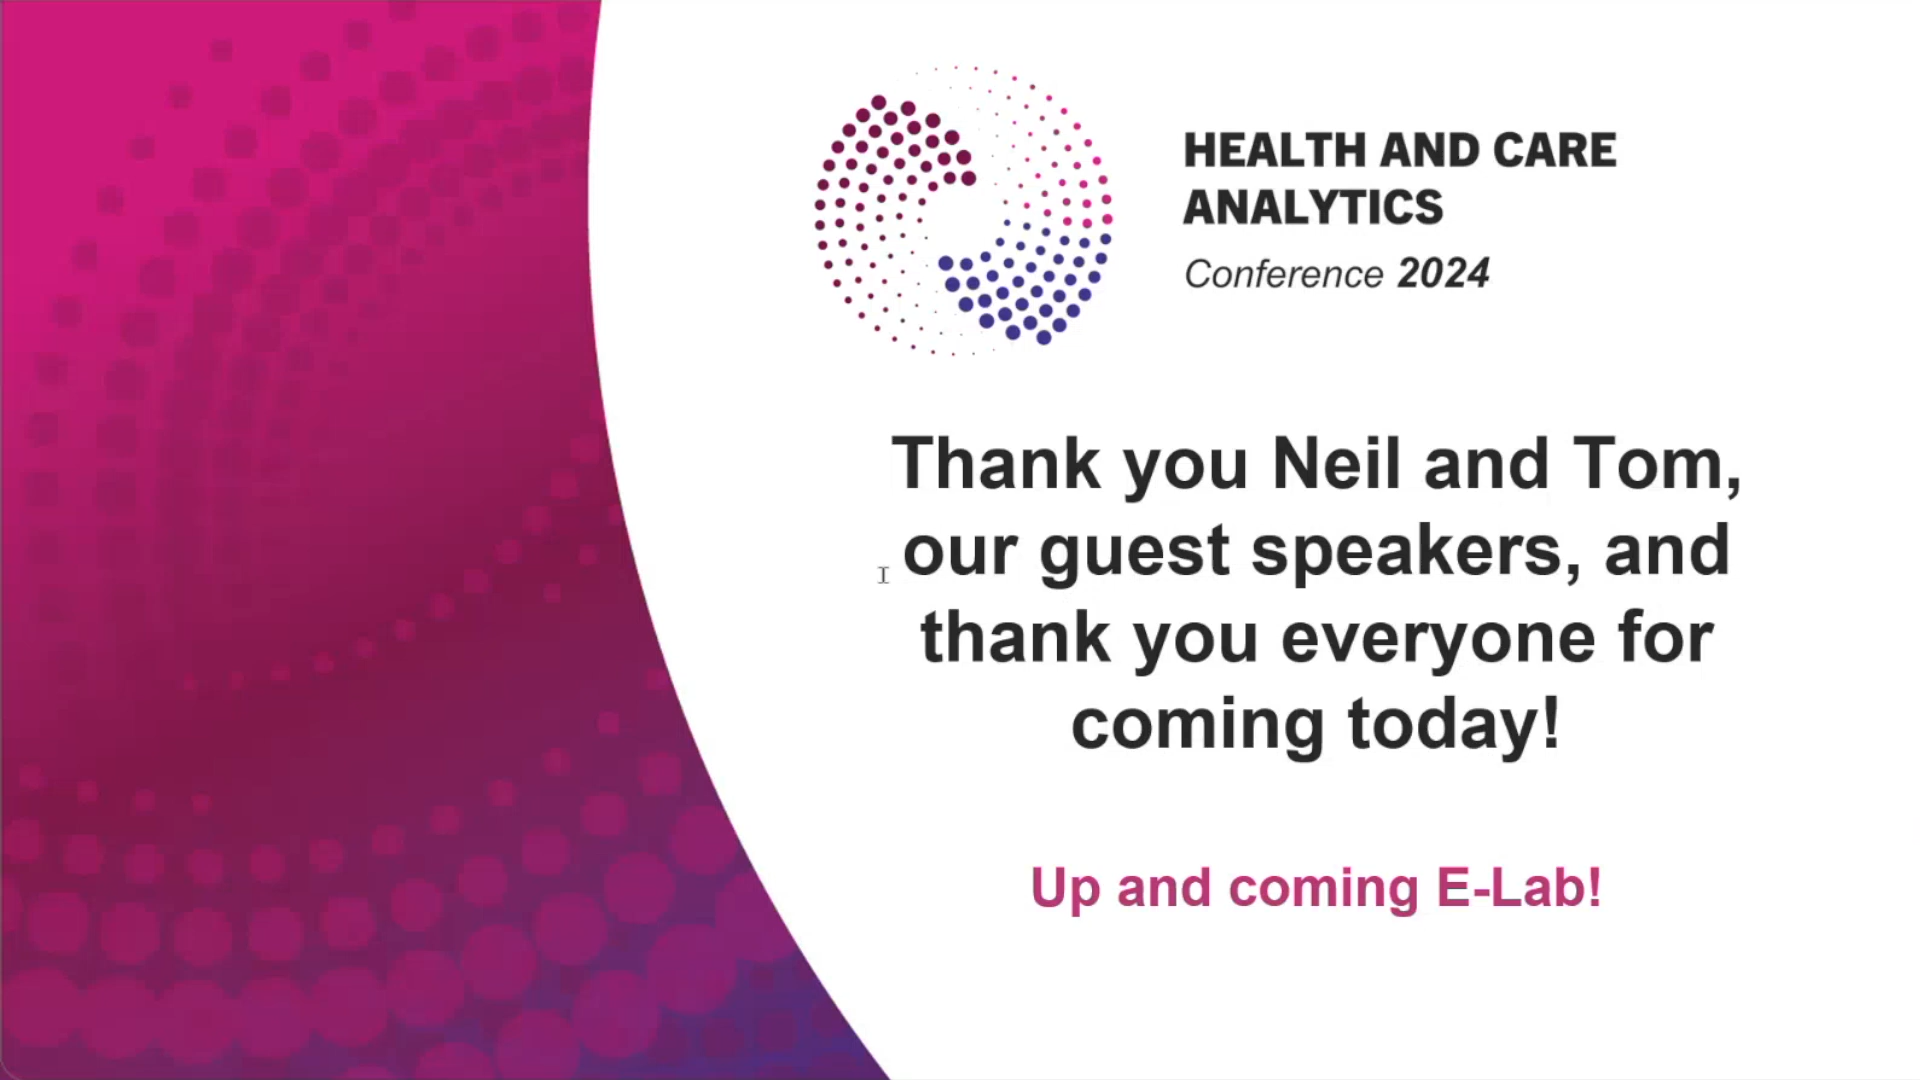 HEALTH AND CARE
ANALYTICS
Conference 2024
Thank you Neil and Tom,
our guest speakers, and
thank you everyone for
coming today!
Up and coming E-Lab!